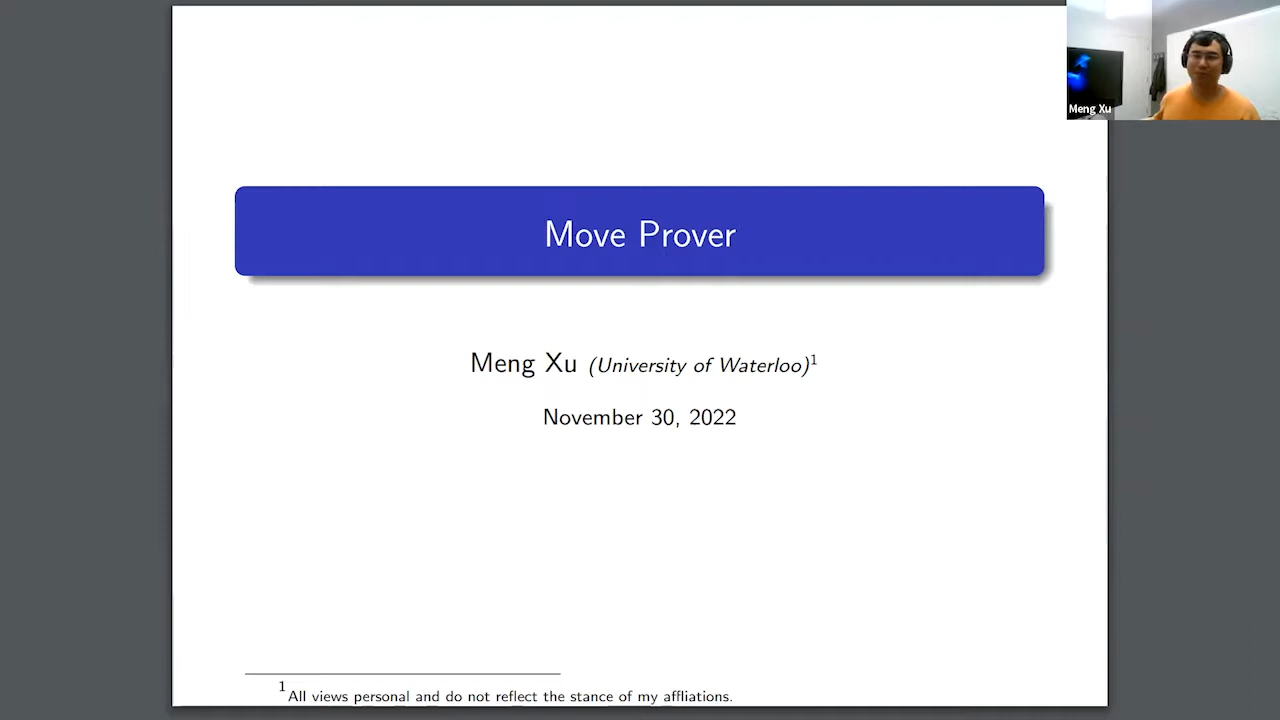 Meng Xu
Move Prover
Meng Xu (University of Waterloo)1
November 30, 2022
1All views personal and do not reflect the stance of my affliations.